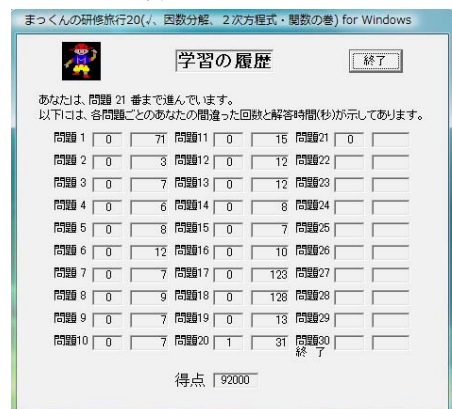 まっくんの研修旅行20(√、因数分解、２次方程式・関数の巻) for Windows
学習の履歴
終了
あなたは、問題 21 番まで進んでいます。
以下には、各問題ごとのあなたの間違った回数と解答時間(秒)が示してあります。
問題 1 0 71 問題11 0 15 問題21 0
問題 2 0 3 問題12 0 12 問題22
問題 3 0 7 問題13 0 12 問題23
問題 4 0 6 問題14 0 8 問題24
問題 5 0 8 問題15 0 7 問題25
問題 6 0 12 問題16 0 10 問題26
問題 7 0 7 問題17 0 123 問題27
問題 8 0 9 問題18 0 128 問題28
問題 9 0 7 問題19 0 13 問題29
問題10 0 7 問題20 1 31 問題30
終 了
得点 92000